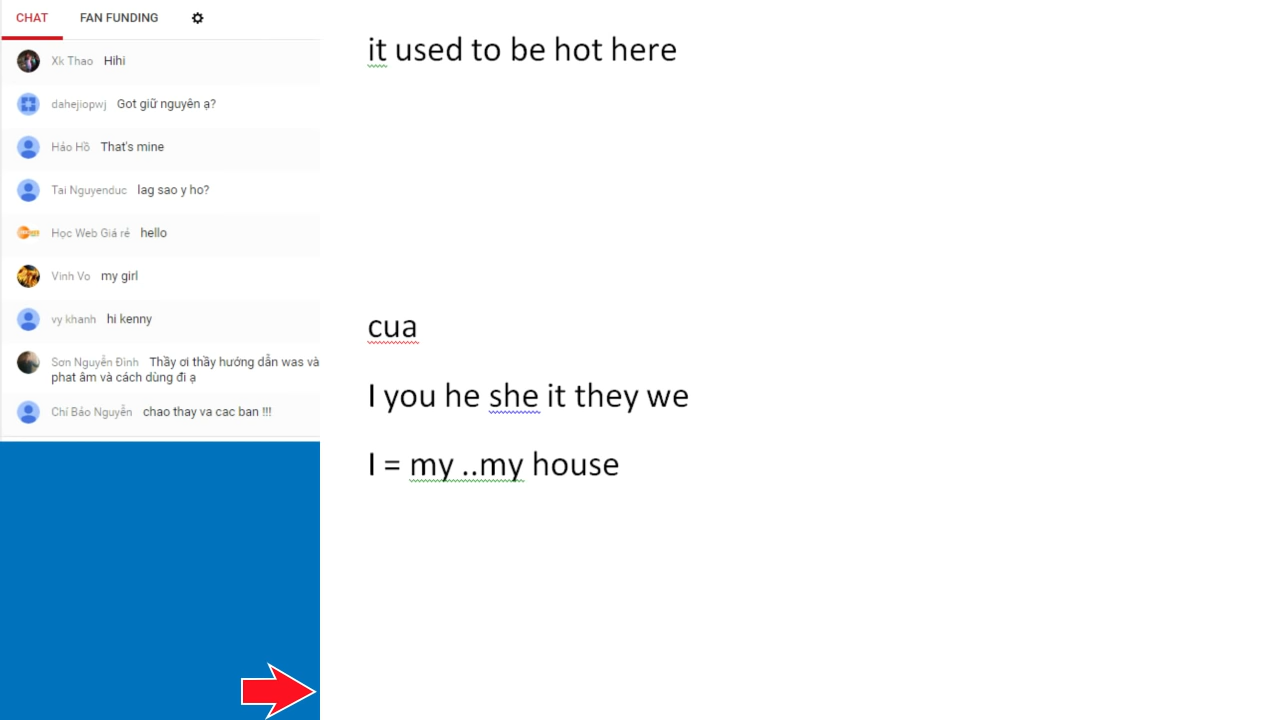 CHAT FAN FUNDING
Xk Thao Hihi
dahejiopwj Got giữ nguyên ạ?
Hảo Hồ That's mine
Tai Nguyenduc lag sao y ho?
Học Web Giá rẻ hello
Vinh Vo my girl
vy khanh hi kenny
Sơn Nguyễn Đình Thầy ơi thầy hướng dẫn was và
phat âm và cách dùng đi ạ
Chí Bảo Nguyễn chao thay va cac ban !!!
it used to be hot here
cua
I you he she it they we
I = my ..my house